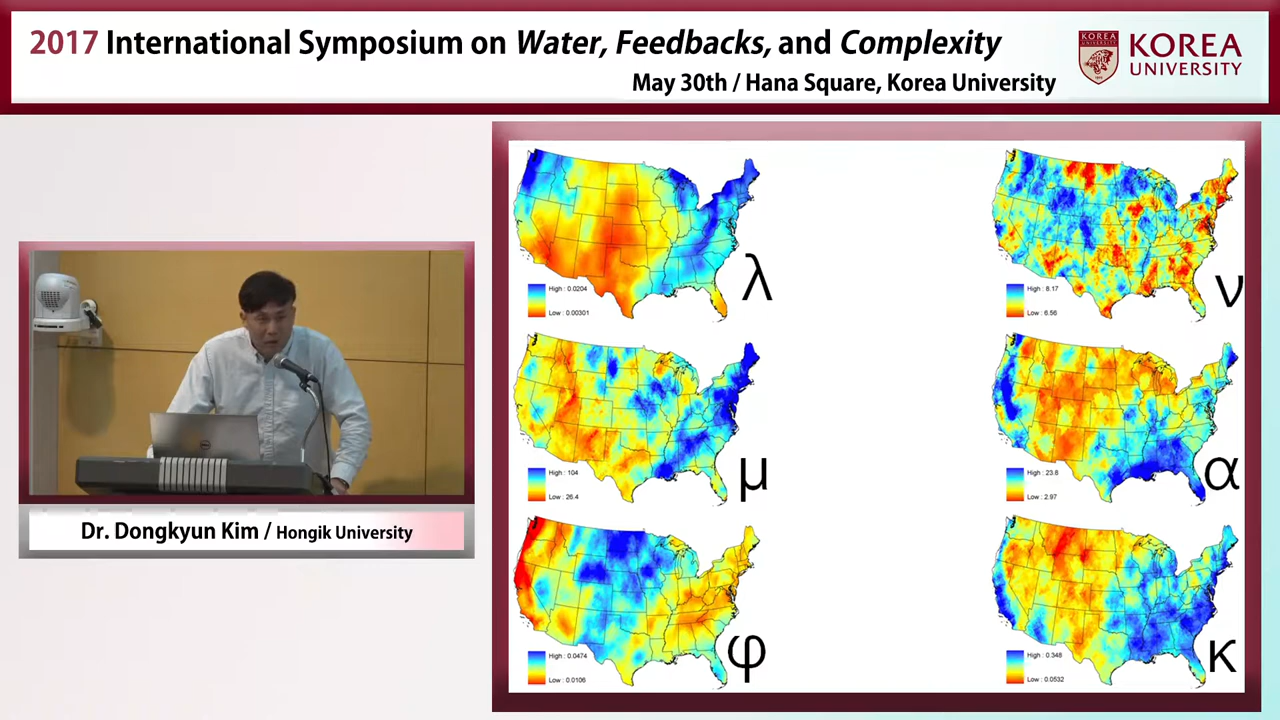 2017 International Symposium on Water, Feedbacks, and Complexity
May 30th / Hana Square, Korea University
KOREA
UNIVERSITY
High : 0.0204
Low : 0.00301
λ
High : 8.17
Low : 6.56
ν
High : 104
Low : 26.4
μ
High : 23.8
Low : 2.97
α
High : 0.0474
Low : 0.0106
φ
High : 0.348
Low : 0.0532
κ
Dr. Dongkyun Kim / Hongik University